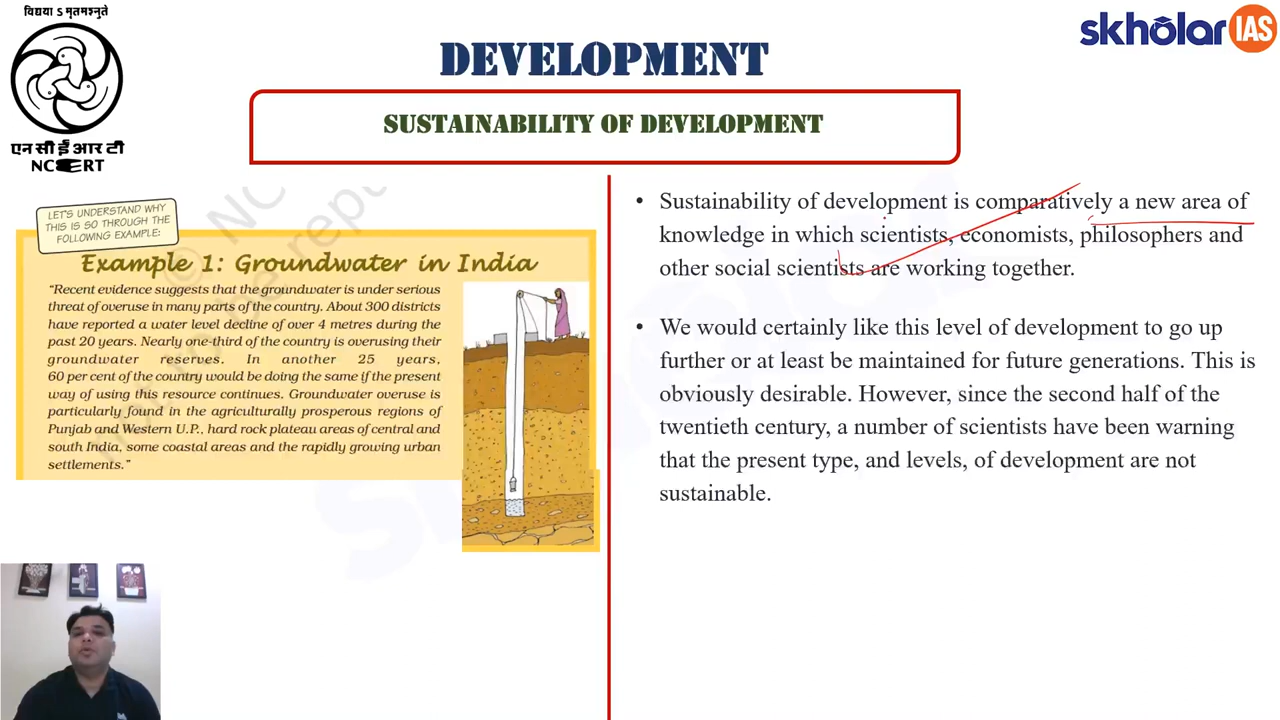 विद्यया ऽ मृतमश्नुते
एन सी ई आर टी
NCERT
skholar IAS
DEVELOPMENT
SUSTAINABILITY OF DEVELOPMENT
LET'S UNDERSTAND WHY
THIS IS SO THROUGH THE
FOLLOWING EXAMPLE:
Example 1: Groundwater in India
"Recent evidence suggests that the groundwater is under serious
threat of overuse in many parts of the country. About 300 districts
have reported a water level decline of over 4 metres during the
past 20 years. Nearly one-third of the country is overusing their
groundwater reserves. In another 25 years,
60 per cent of the country would be doing the same if the present
way of using this resource continues. Groundwater overuse is
particularly found in the agriculturally prosperous regions of
Punjab and Western U.P., hard rock plateau areas of central and
south India, some coastal areas and the rapidly growing urban
settlements."
• Sustainability of development is comparatively a new area of
knowledge in which scientists, economists, philosophers and
other social scientists are working together.
• We would certainly like this level of development to go up
further or at least be maintained for future generations. This is
obviously desirable. However, since the second half of the
twentieth century, a number of scientists have been warning
that the present type, and levels, of development are not
sustainable.